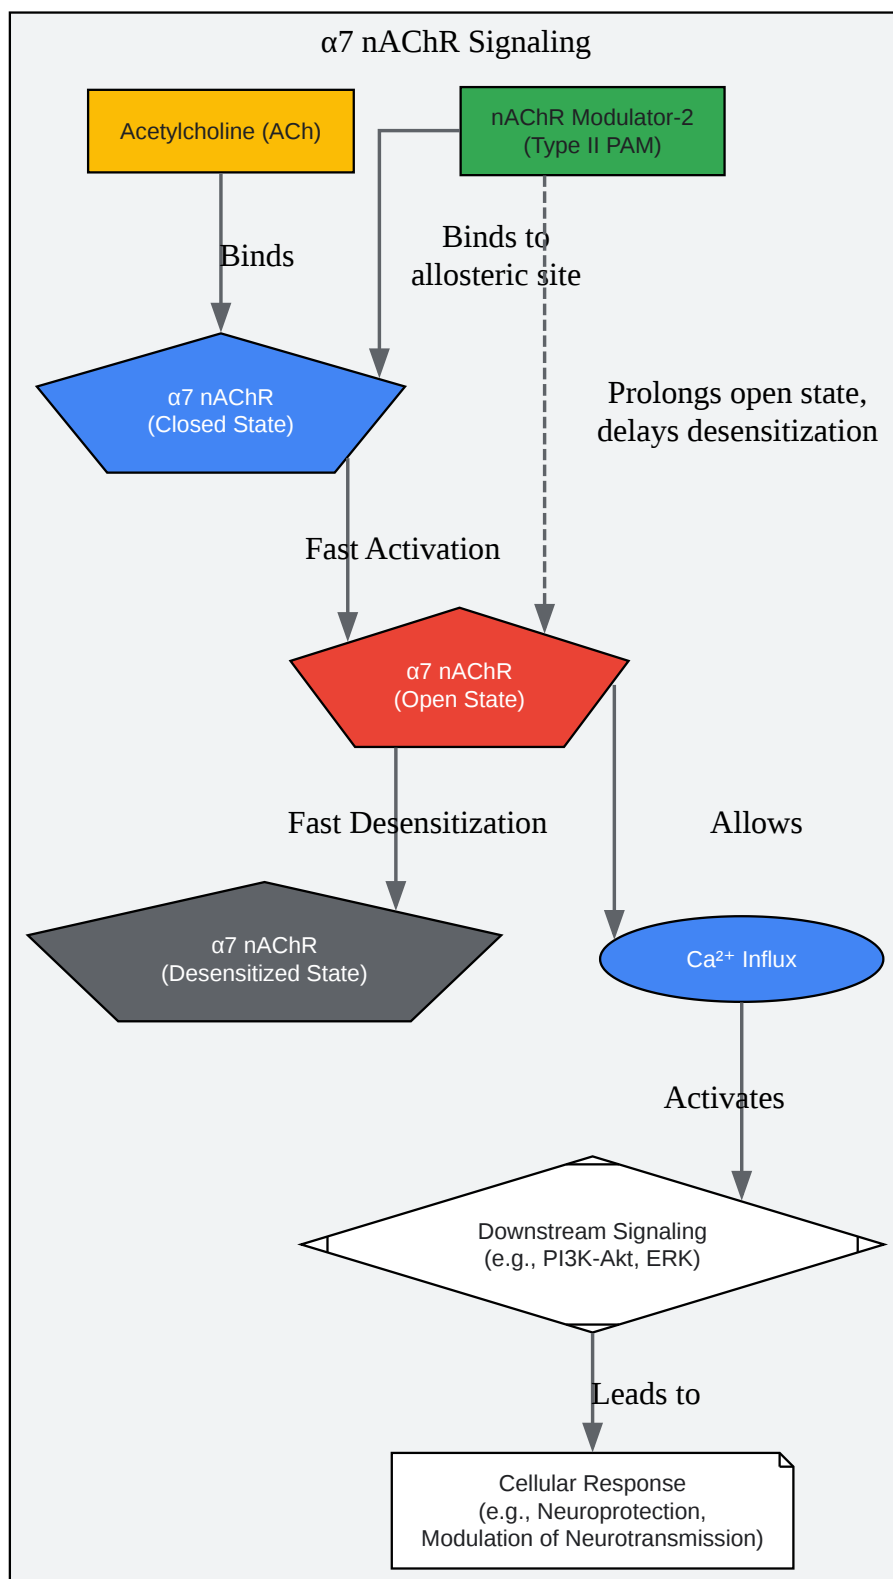 α7 nAChR Signaling
Acetylcholine (ACh)
nAChR Modulator-2
(Type II PAM)
Binds
Binds to
allosteric site
α7 nAChR
(Closed State)
Prolongs open state,
delays desensitization
Fast Activation
α7 nAChR
(Open State)
Fast Desensitization
Allows
α7 nAChR
(Desensitized State)
Ca²⁺ Influx
Activates
Downstream Signaling
(e.g., PI3K-Akt, ERK)
Leads to
Cellular Response
(e.g., Neuroprotection,
Modulation of Neurotransmission)